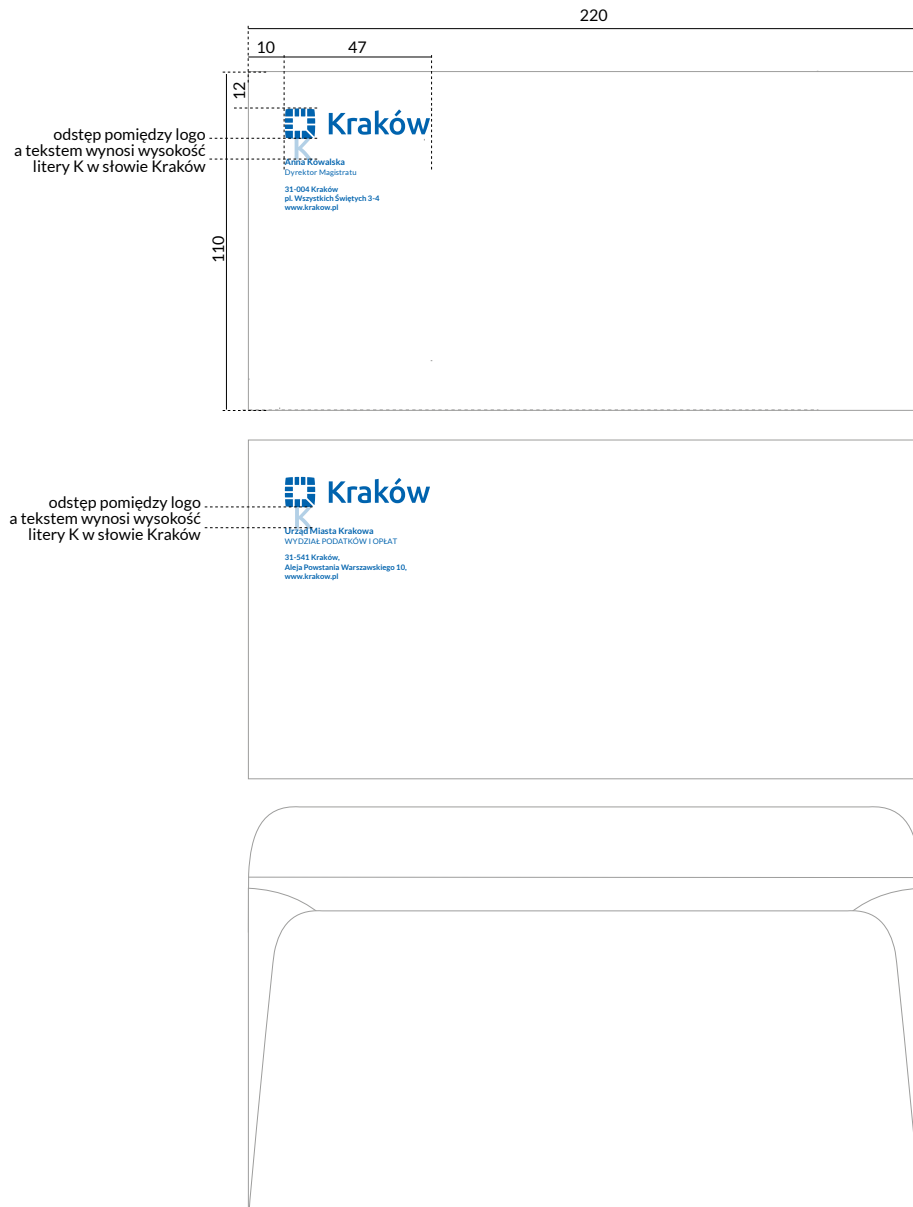 220
10
47
12
110
odstęp pomiędzy logo
a tekstem wynosi wysokość
litery K w słowie Kraków
Kraków
K
Anna Kowalska
Dyrektor Magistratu
31-004 Kraków
pl. Wszystkich Świętych 3-4
www.krakow.pl
odstęp pomiędzy logo
a tekstem wynosi wysokość
litery K w słowie Kraków
Kraków
K
Urząd Miasta Krakowa
WYDZIAŁ PODATKÓW I OPŁAT
31-541 Kraków,
Aleja Powstania Warszawskiego 10,
www.krakow.pl